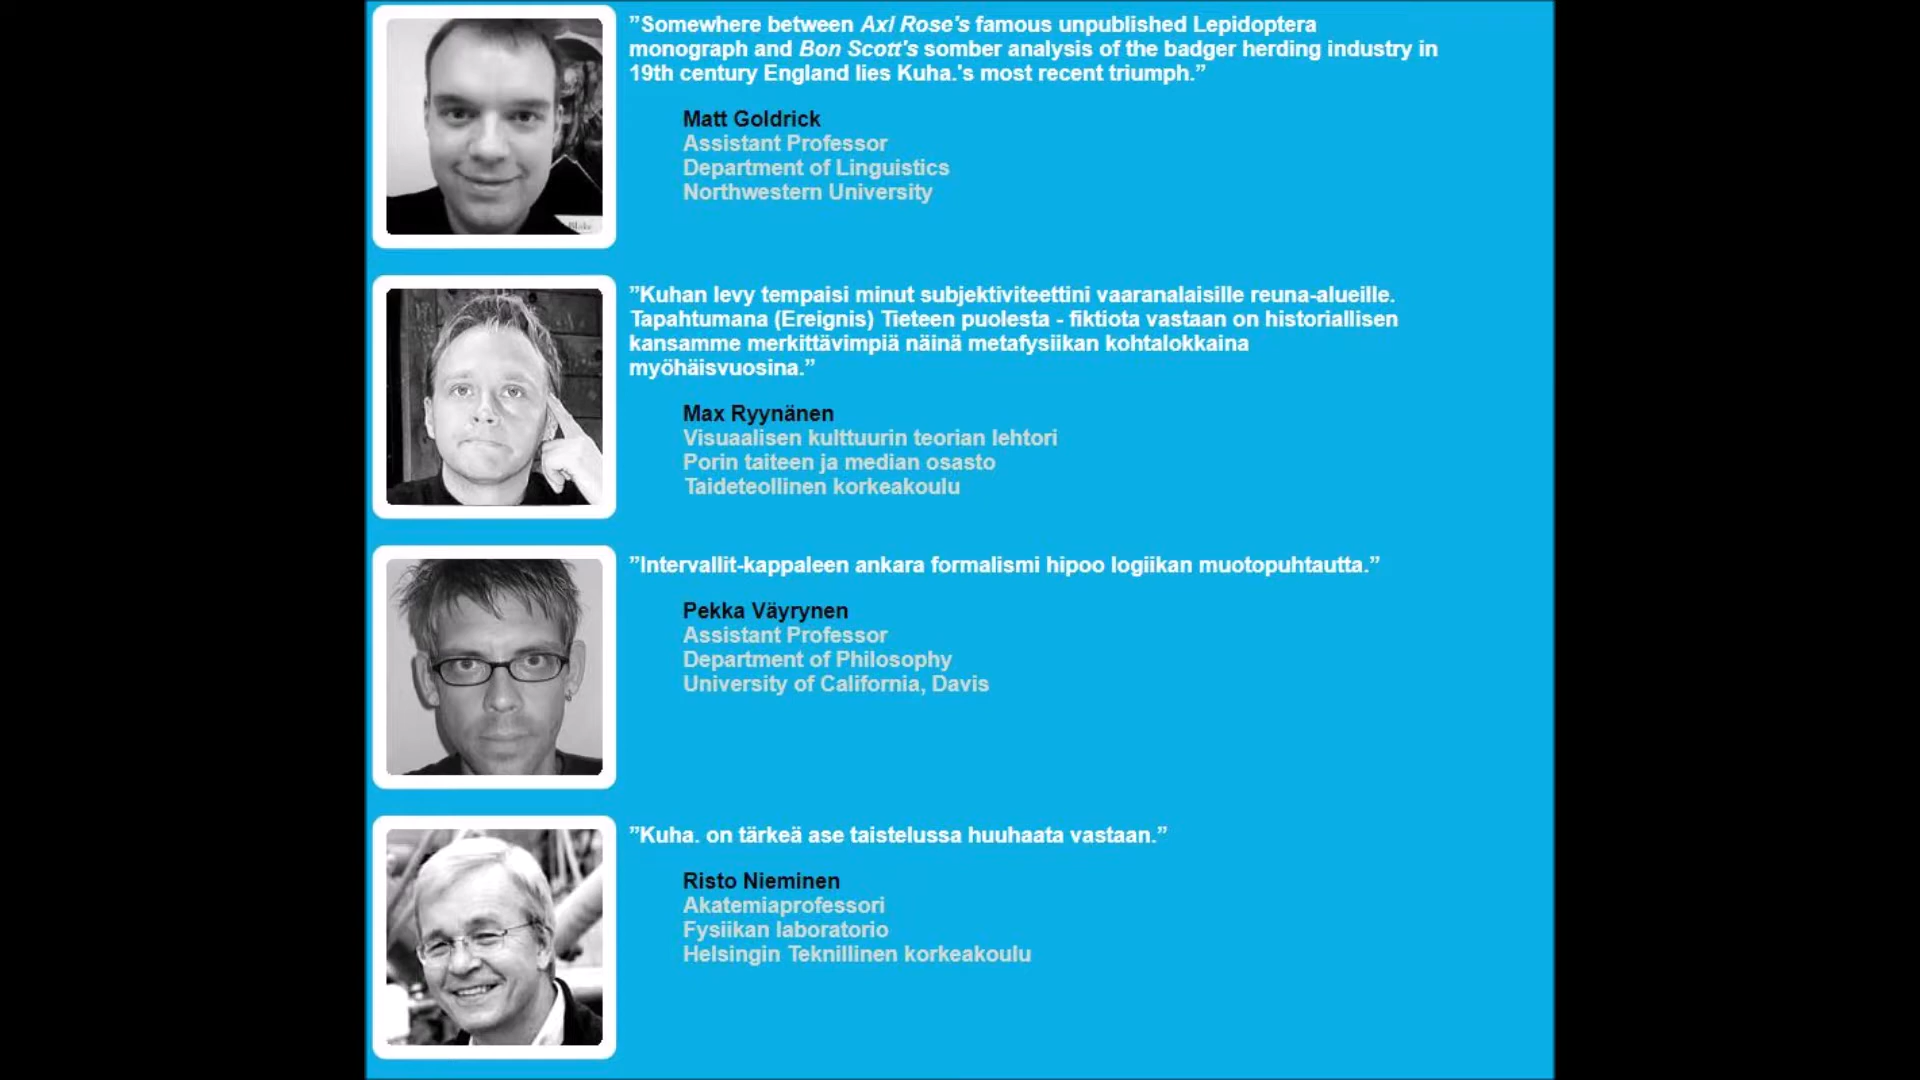 ”Somewhere between Axl Rose's famous unpublished Lepidoptera
monograph and Bon Scott's somber analysis of the badger herding industry in
19th century England lies Kuha.'s most recent triumph.”
Matt Goldrick
Assistant Professor
Department of Linguistics
Northwestern University
”Kuhan levy tempaisi minut subjektiviteettini vaaranalaisille reuna-alueille.
Tapahtumana (Ereignis) Tieteen puolesta - fiktiota vastaan on historiallisen
kansamme merkittävimpiä näinä metafysiikan kohtalokkaina
myöhäisvuosina.”
Max Ryynänen
Visuaalisen kulttuurin teorian lehtori
Porin taiteen ja median osasto
Taideteollinen korkeakoulu
”Intervallit-kappaleen ankara formalismi hipoo logiikan muotopuhtautta.”
Pekka Väyrynen
Assistant Professor
Department of Philosophy
University of California, Davis
”Kuha. on tärkeä ase taistelussa huuhaata vastaan.”
Risto Nieminen
Akatemiaprofessori
Fysiikan laboratorio
Helsingin Teknillinen korkeakoulu